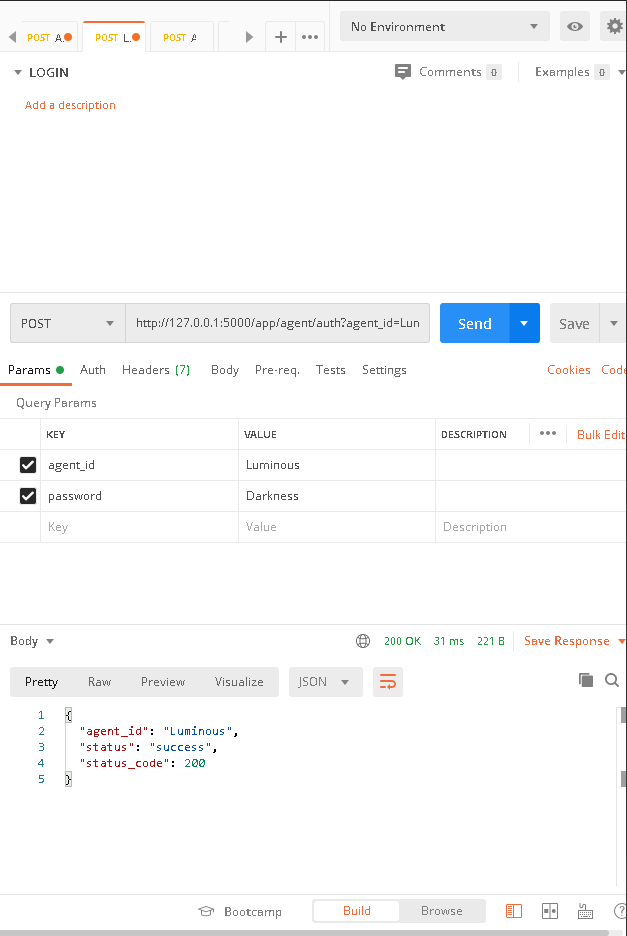 POST A. POST L. POST A No Environment
LOGIN Comments 0 Examples 0
Add a description
POST http://127.0.0.1:5000/app/agent/auth?agent_id=Lun Send Save
Params Auth Headers (7) Body Pre-req. Tests Settings Cookies Code
Query Params
KEY VALUE DESCRIPTION ••• Bulk Edit
agent_id Luminous
password Darkness
Key Value Description
Body 200 OK 31 ms 221 B Save Response
Pretty Raw Preview Visualize JSON
1 {
2 "agent_id": "Luminous",
3 "status": "success",
4 "status_code": 200
5 }
Bootcamp Build Browse